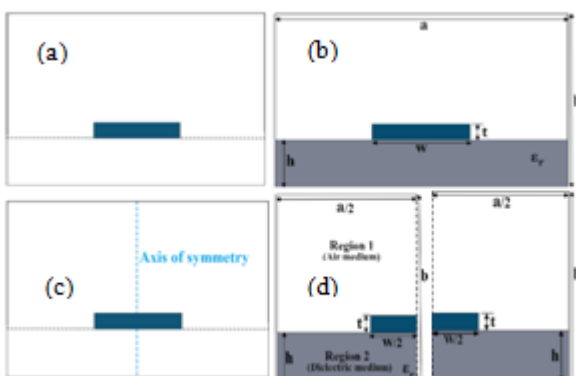 (a)
(b)
a
t
h
w
εr
(c)
Axis of symmetry
(d)
a/2
a/2
Region 1
(Air medium)
b
t
w/2
t
w/2
h
h
Region 2
(Dielectric medium)